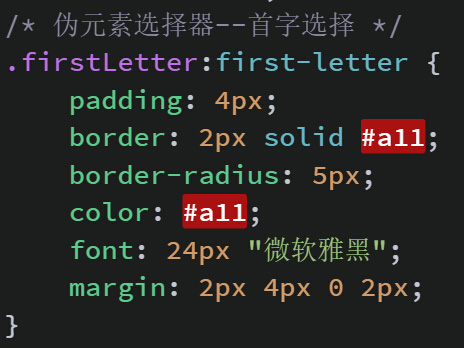 /* 伪元素选择器--首字选择 */
.firstLetter:first-letter {
padding: 4px;
border: 2px solid #a11;
border-radius: 5px;
color: #a11;
font: 24px "微软雅黑";
margin: 2px 4px 0 2px;
}